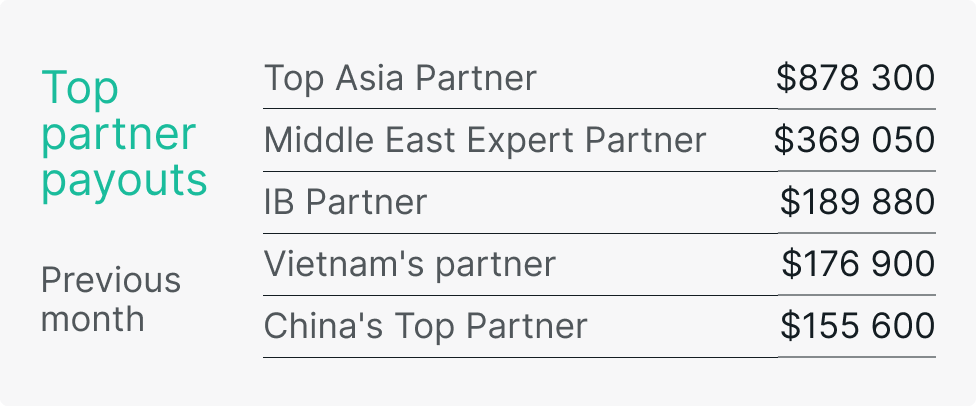 Top
partner
payouts
Previous
month
Top Asia Partner $878 300
Middle East Expert Partner $369 050
IB Partner $189 880
Vietnam's partner $176 900
China's Top Partner $155 600